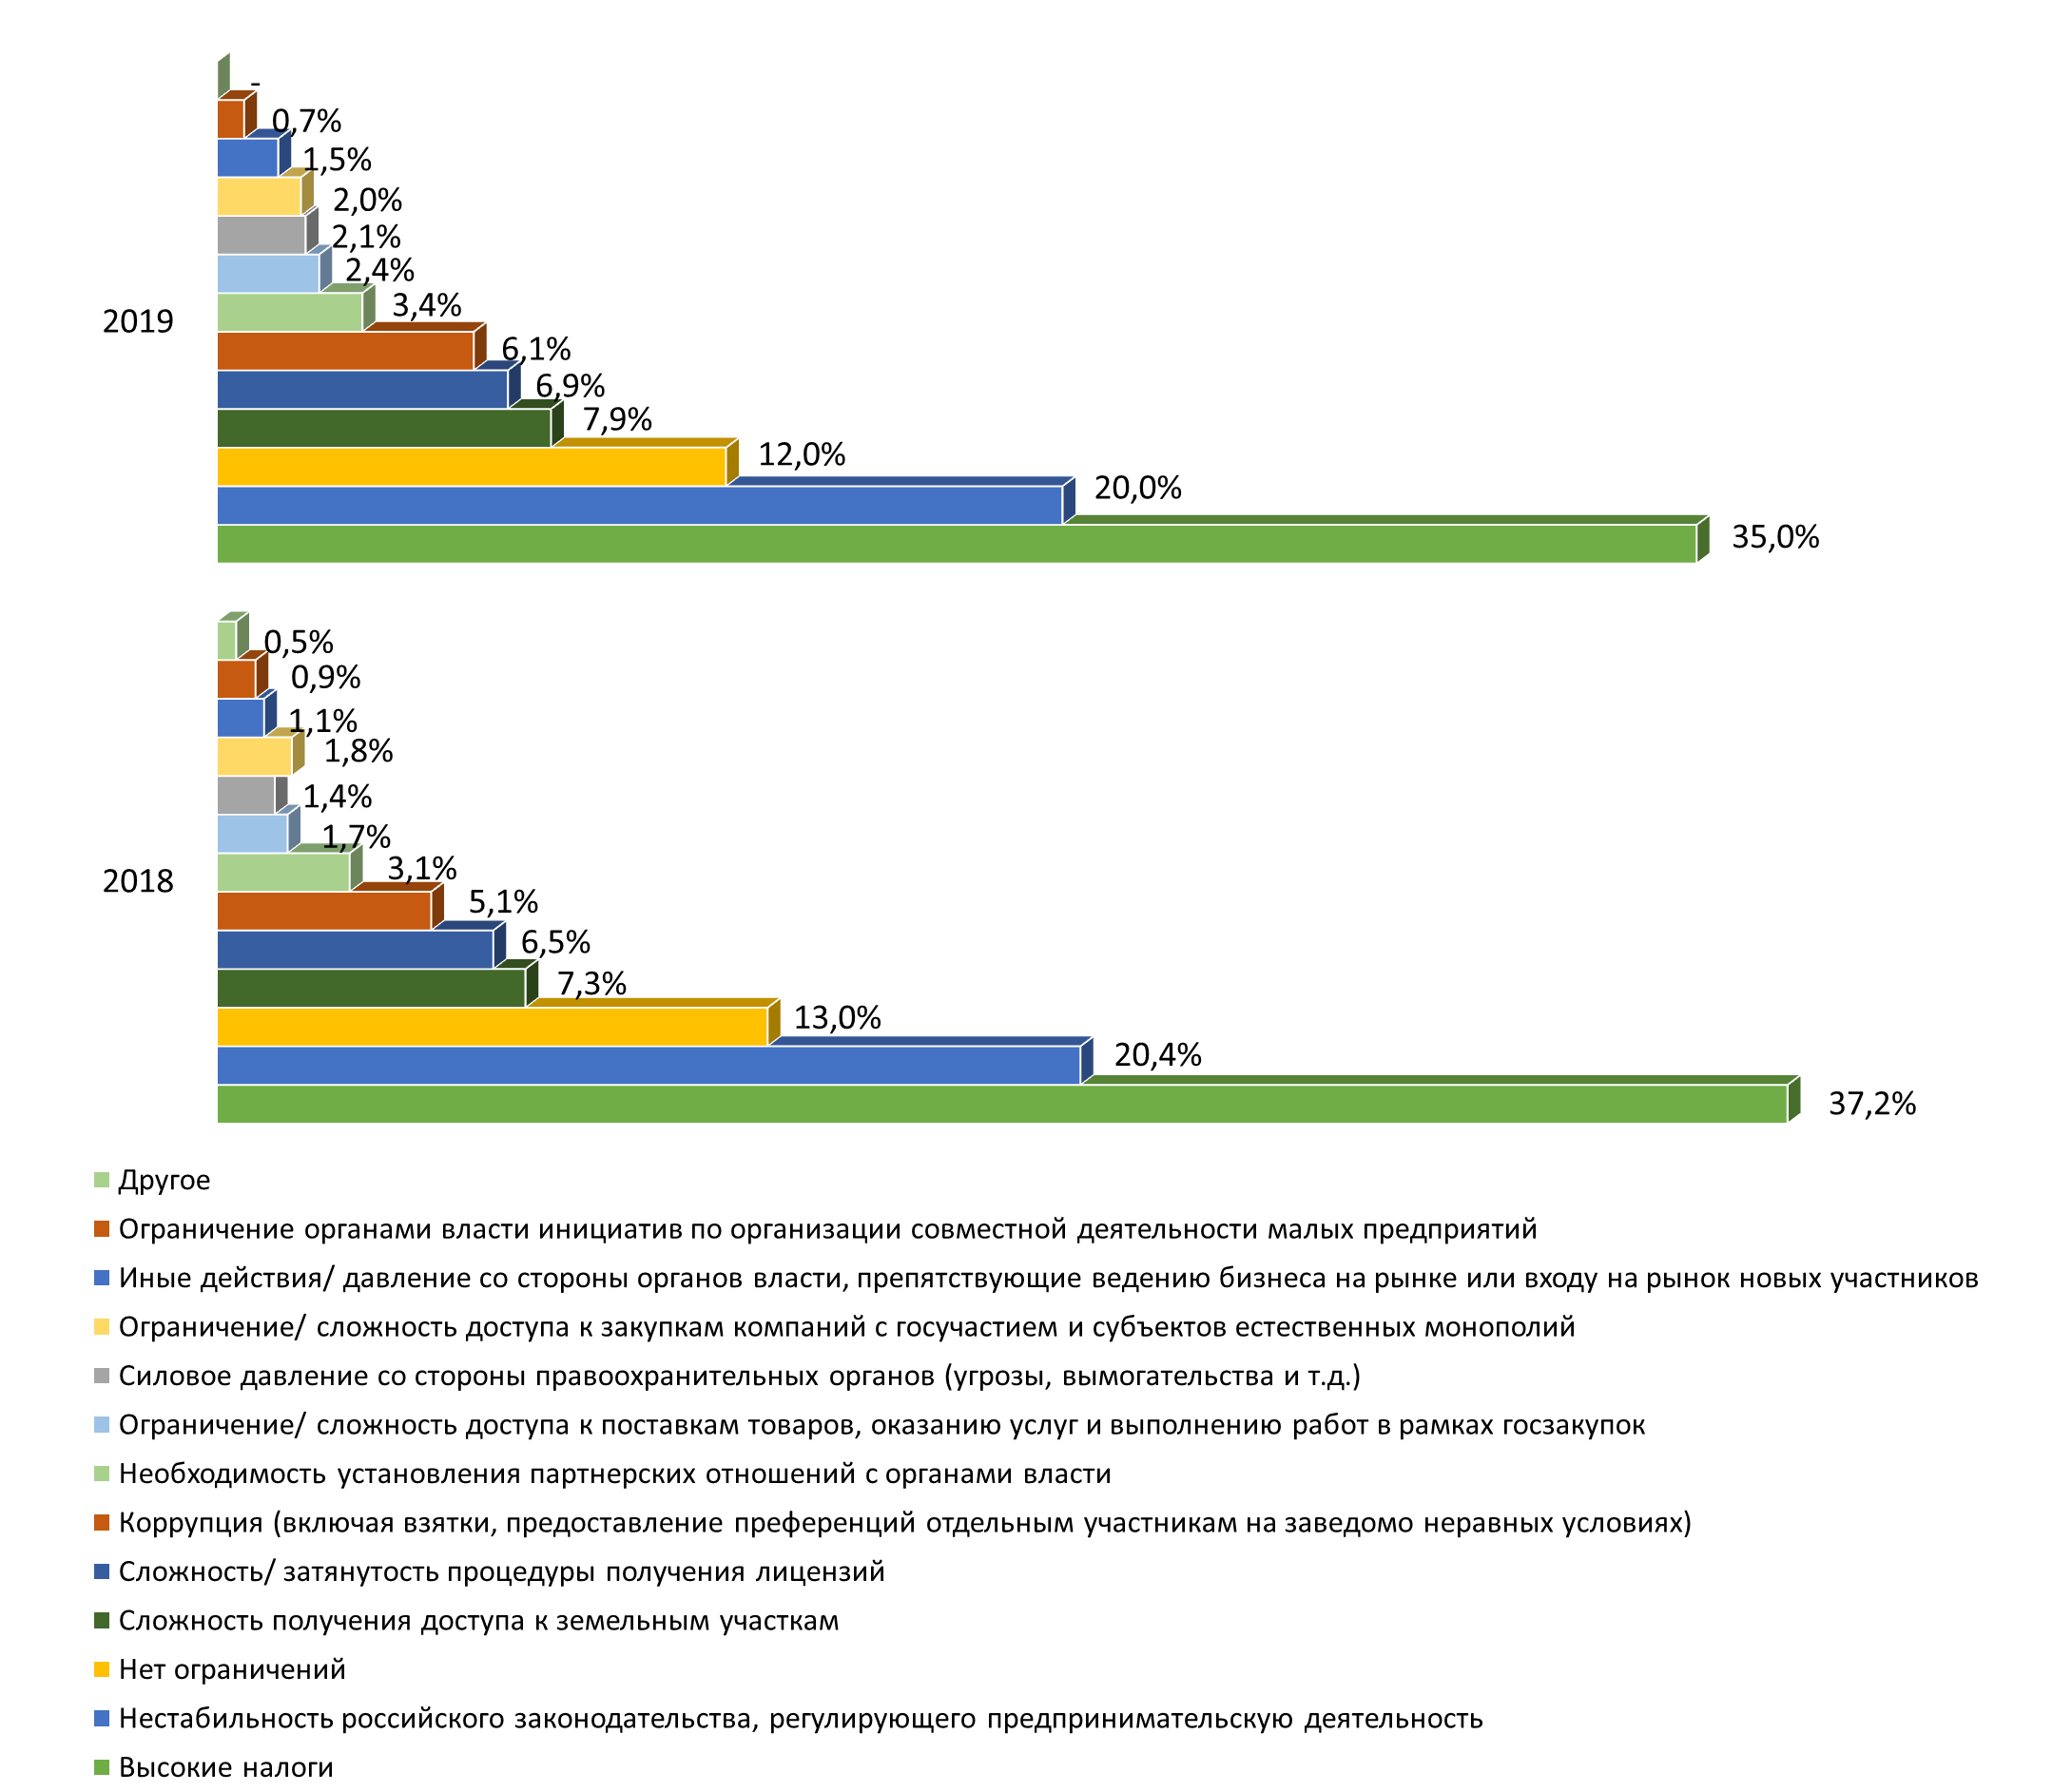 -
0,7%
1,5%
2,0%
2,1%
2,4%
3,4%
2019
6,1%
6,9%
7,9%
12,0%
20,0%
35,0%
0,5%
0,9%
1,1%
1,8%
1,4%
1,7%
3,1%
2018
5,1%
6,5%
7,3%
13,0%
20,4%
37,2%
Другое
Ограничение органами власти инициатив по организации совместной деятельности малых предприятий
Иные действия/ давление со стороны органов власти, препятствующие ведению бизнеса на рынке или входу на рынок новых участников
Ограничение/ сложность доступа к закупкам компаний с госучастием и субъектов естественных монополий
Силовое давление со стороны правоохранительных органов (угрозы, вымогательства и т.д.)
Ограничение/ сложность доступа к поставкам товаров, оказанию услуг и выполнению работ в рамках госзакупок
Необходимость установления партнерских отношений с органами власти
Коррупция (включая взятки, предоставление преференций отдельным участникам на заведомо неравных условиях)
Сложность/ затянутость процедуры получения лицензий
Сложность получения доступа к земельным участкам
Нет ограничений
Нестабильность российского законодательства, регулирующего предпринимательскую деятельность
Высокие налоги